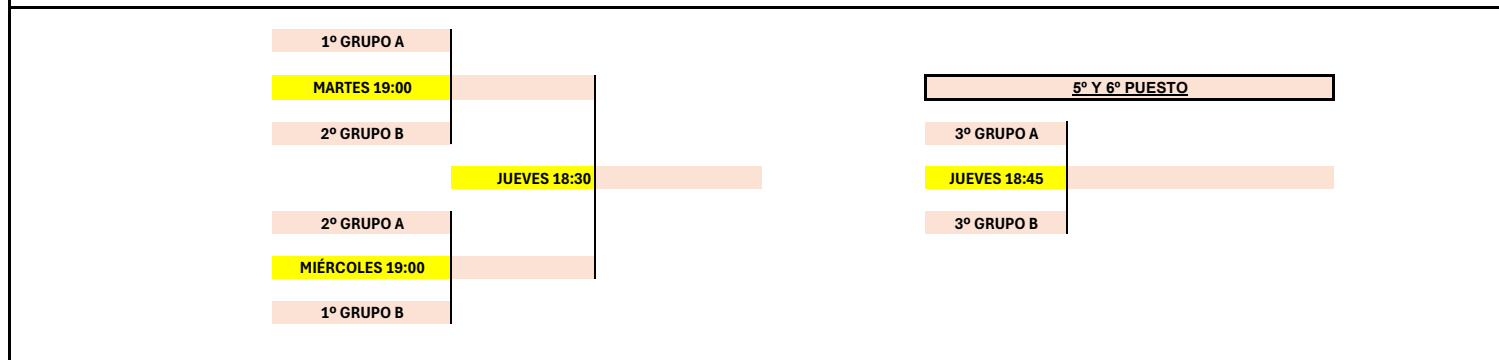 1º GRUPO A
MARTES 19:00
2º GRUPO B
JUEVES 18:30
2º GRUPO A
MIÉRCOLES 19:00
1º GRUPO B
5º Y 6º PUESTO
3º GRUPO A
JUEVES 18:45
3º GRUPO B